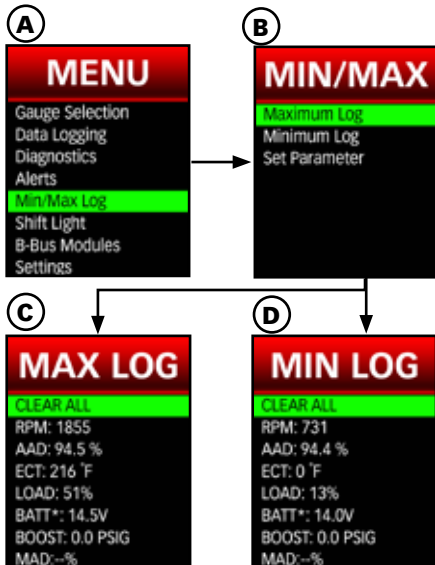 A
MENU
Gauge Selection
Data Logging
Diagnostics
Alerts
Min/Max Log
Shift Light
B-Bus Modules
Settings
B
MIN/MAX
Maximum Log
Minimum Log
Set Parameter
C
MAX LOG
CLEAR ALL
RPM: 1855
AAD: 94.5 %
ECT: 216 °F
LOAD: 51%
BATT*: 14.5V
BOOST: 0.0 PSIG
MAD:--%
D
MIN LOG
CLEAR ALL
RPM: 731
AAD: 94.4 %
ECT: 0 °F
LOAD: 13%
BATT*: 14.0V
BOOST: 0.0 PSIG
MAD:--%